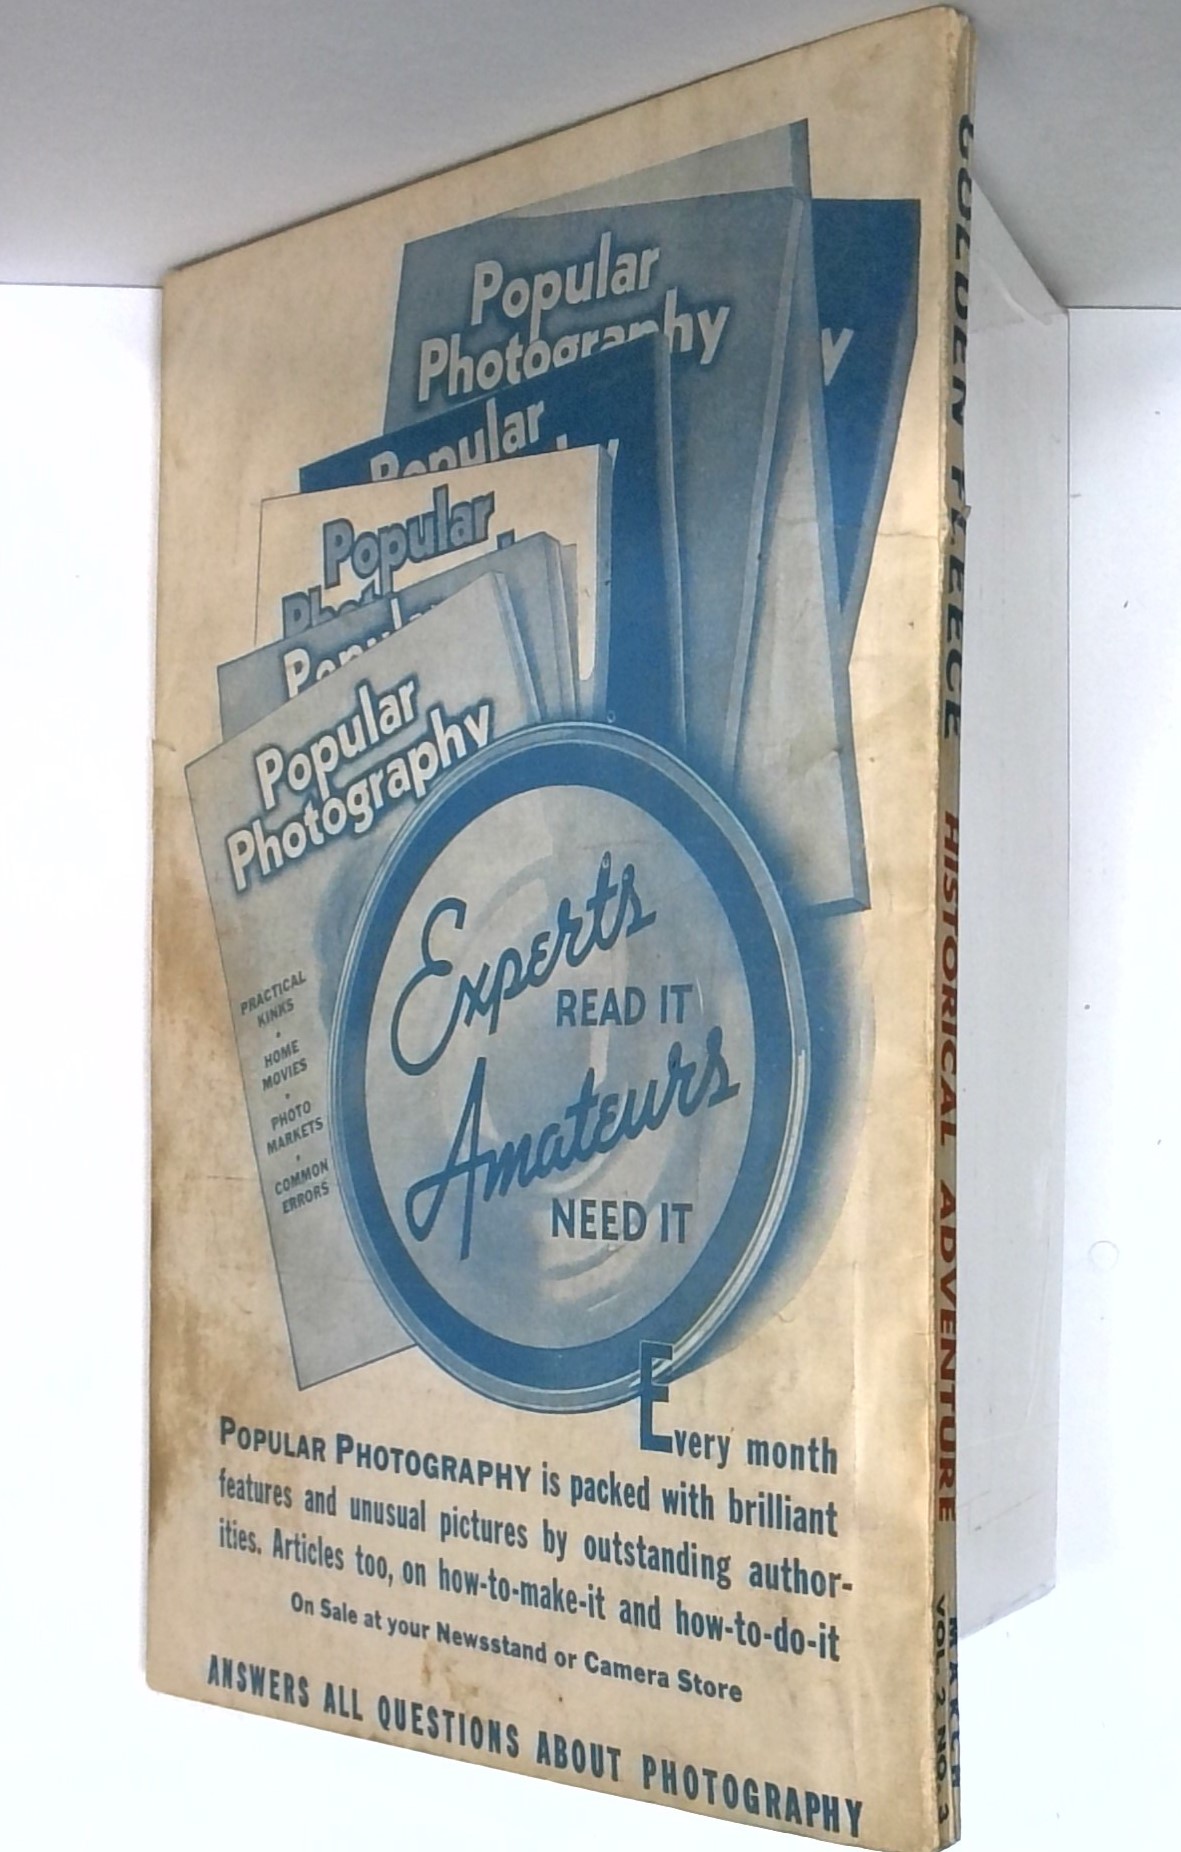 Popular
Photography
y
Popular
Popular
Popular
Photography
PRACTICAL
KINKS
•
HOME
MOVIES
•
PHOTO
MARKETS
•
COMMON
ERRORS
Experts
READ IT
Amateurs
NEED IT
Every month
POPULAR PHOTOGRAPHY is packed with brilliant
features and unusual pictures by outstanding author-
ities. Articles too, on how-to-make-it and how-to-do-it
On Sale at your Newsstand or Camera Store
ANSWERS ALL QUESTIONS ABOUT PHOTOGRAPHY
GOLDEN FLEECE HISTORICAL ADVENTURE
MARCH
VOL. 2 NO. 3